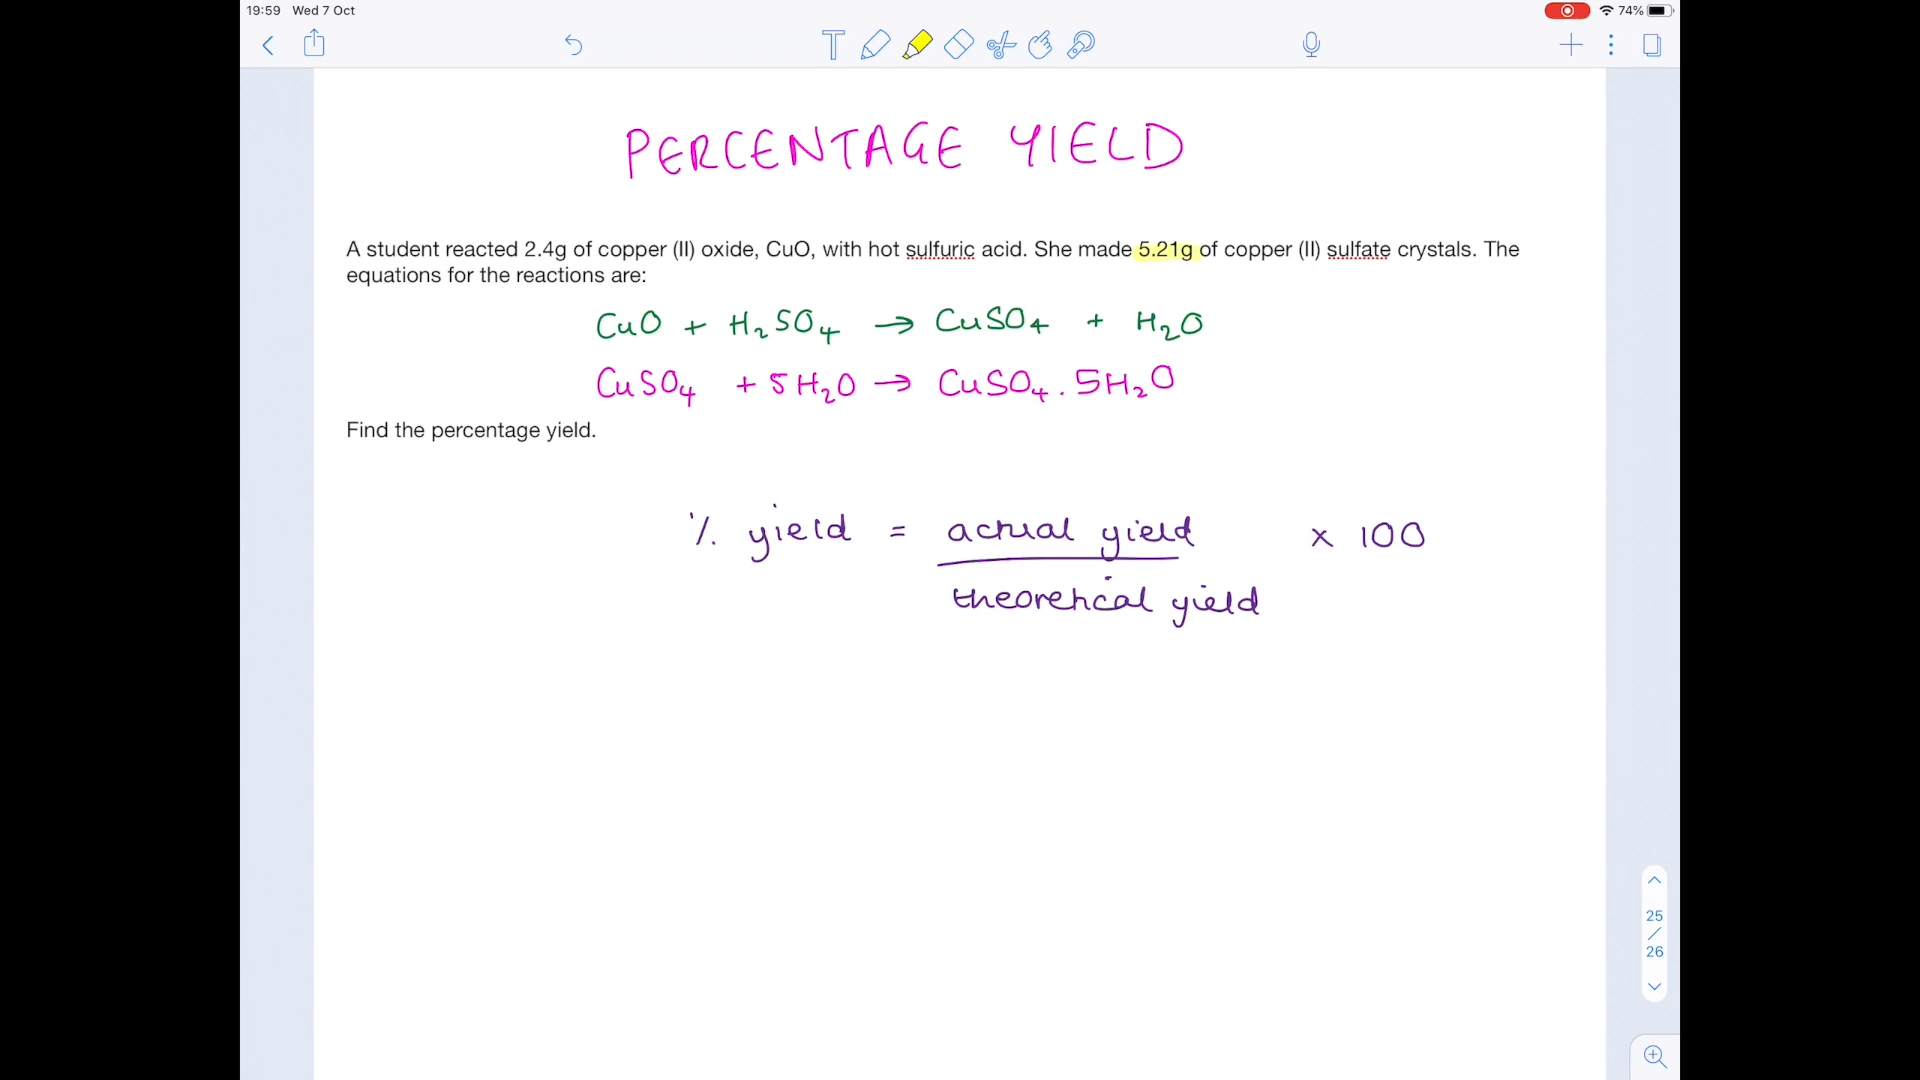 19:59 Wed 7 Oct
74%
T
PERCENTAGE YIELD
A student reacted 2.4g of copper (II) oxide, CuO, with hot sulfuric acid. She made 5.21g of copper (II) sulfate crystals. The
equations for the reactions are:
CuO + H₂SO₄ → CuSO₄ + H₂O
CuSO₄ + 5H₂O → CuSO₄.5H₂O
Find the percentage yield.
% yield = actual yield x 100
theoretical yield
25
/
26